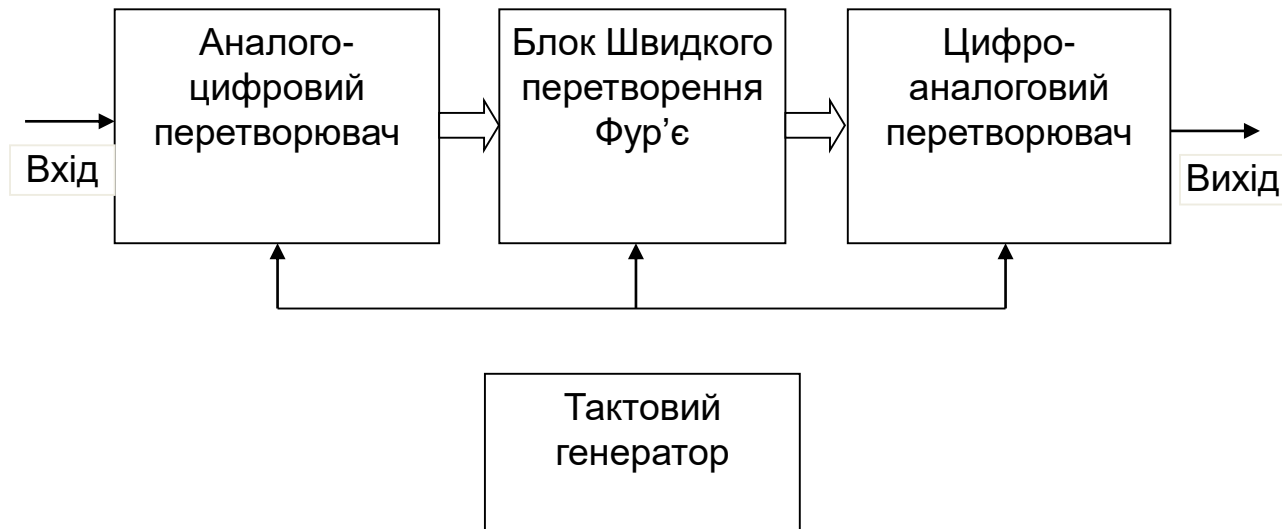 Аналого-
цифровий
перетворювач
Блок Швидкого
перетворення
Фур’є
Цифро-
аналоговий
перетворювач
Вхід
Вихід
Тактовий
генератор